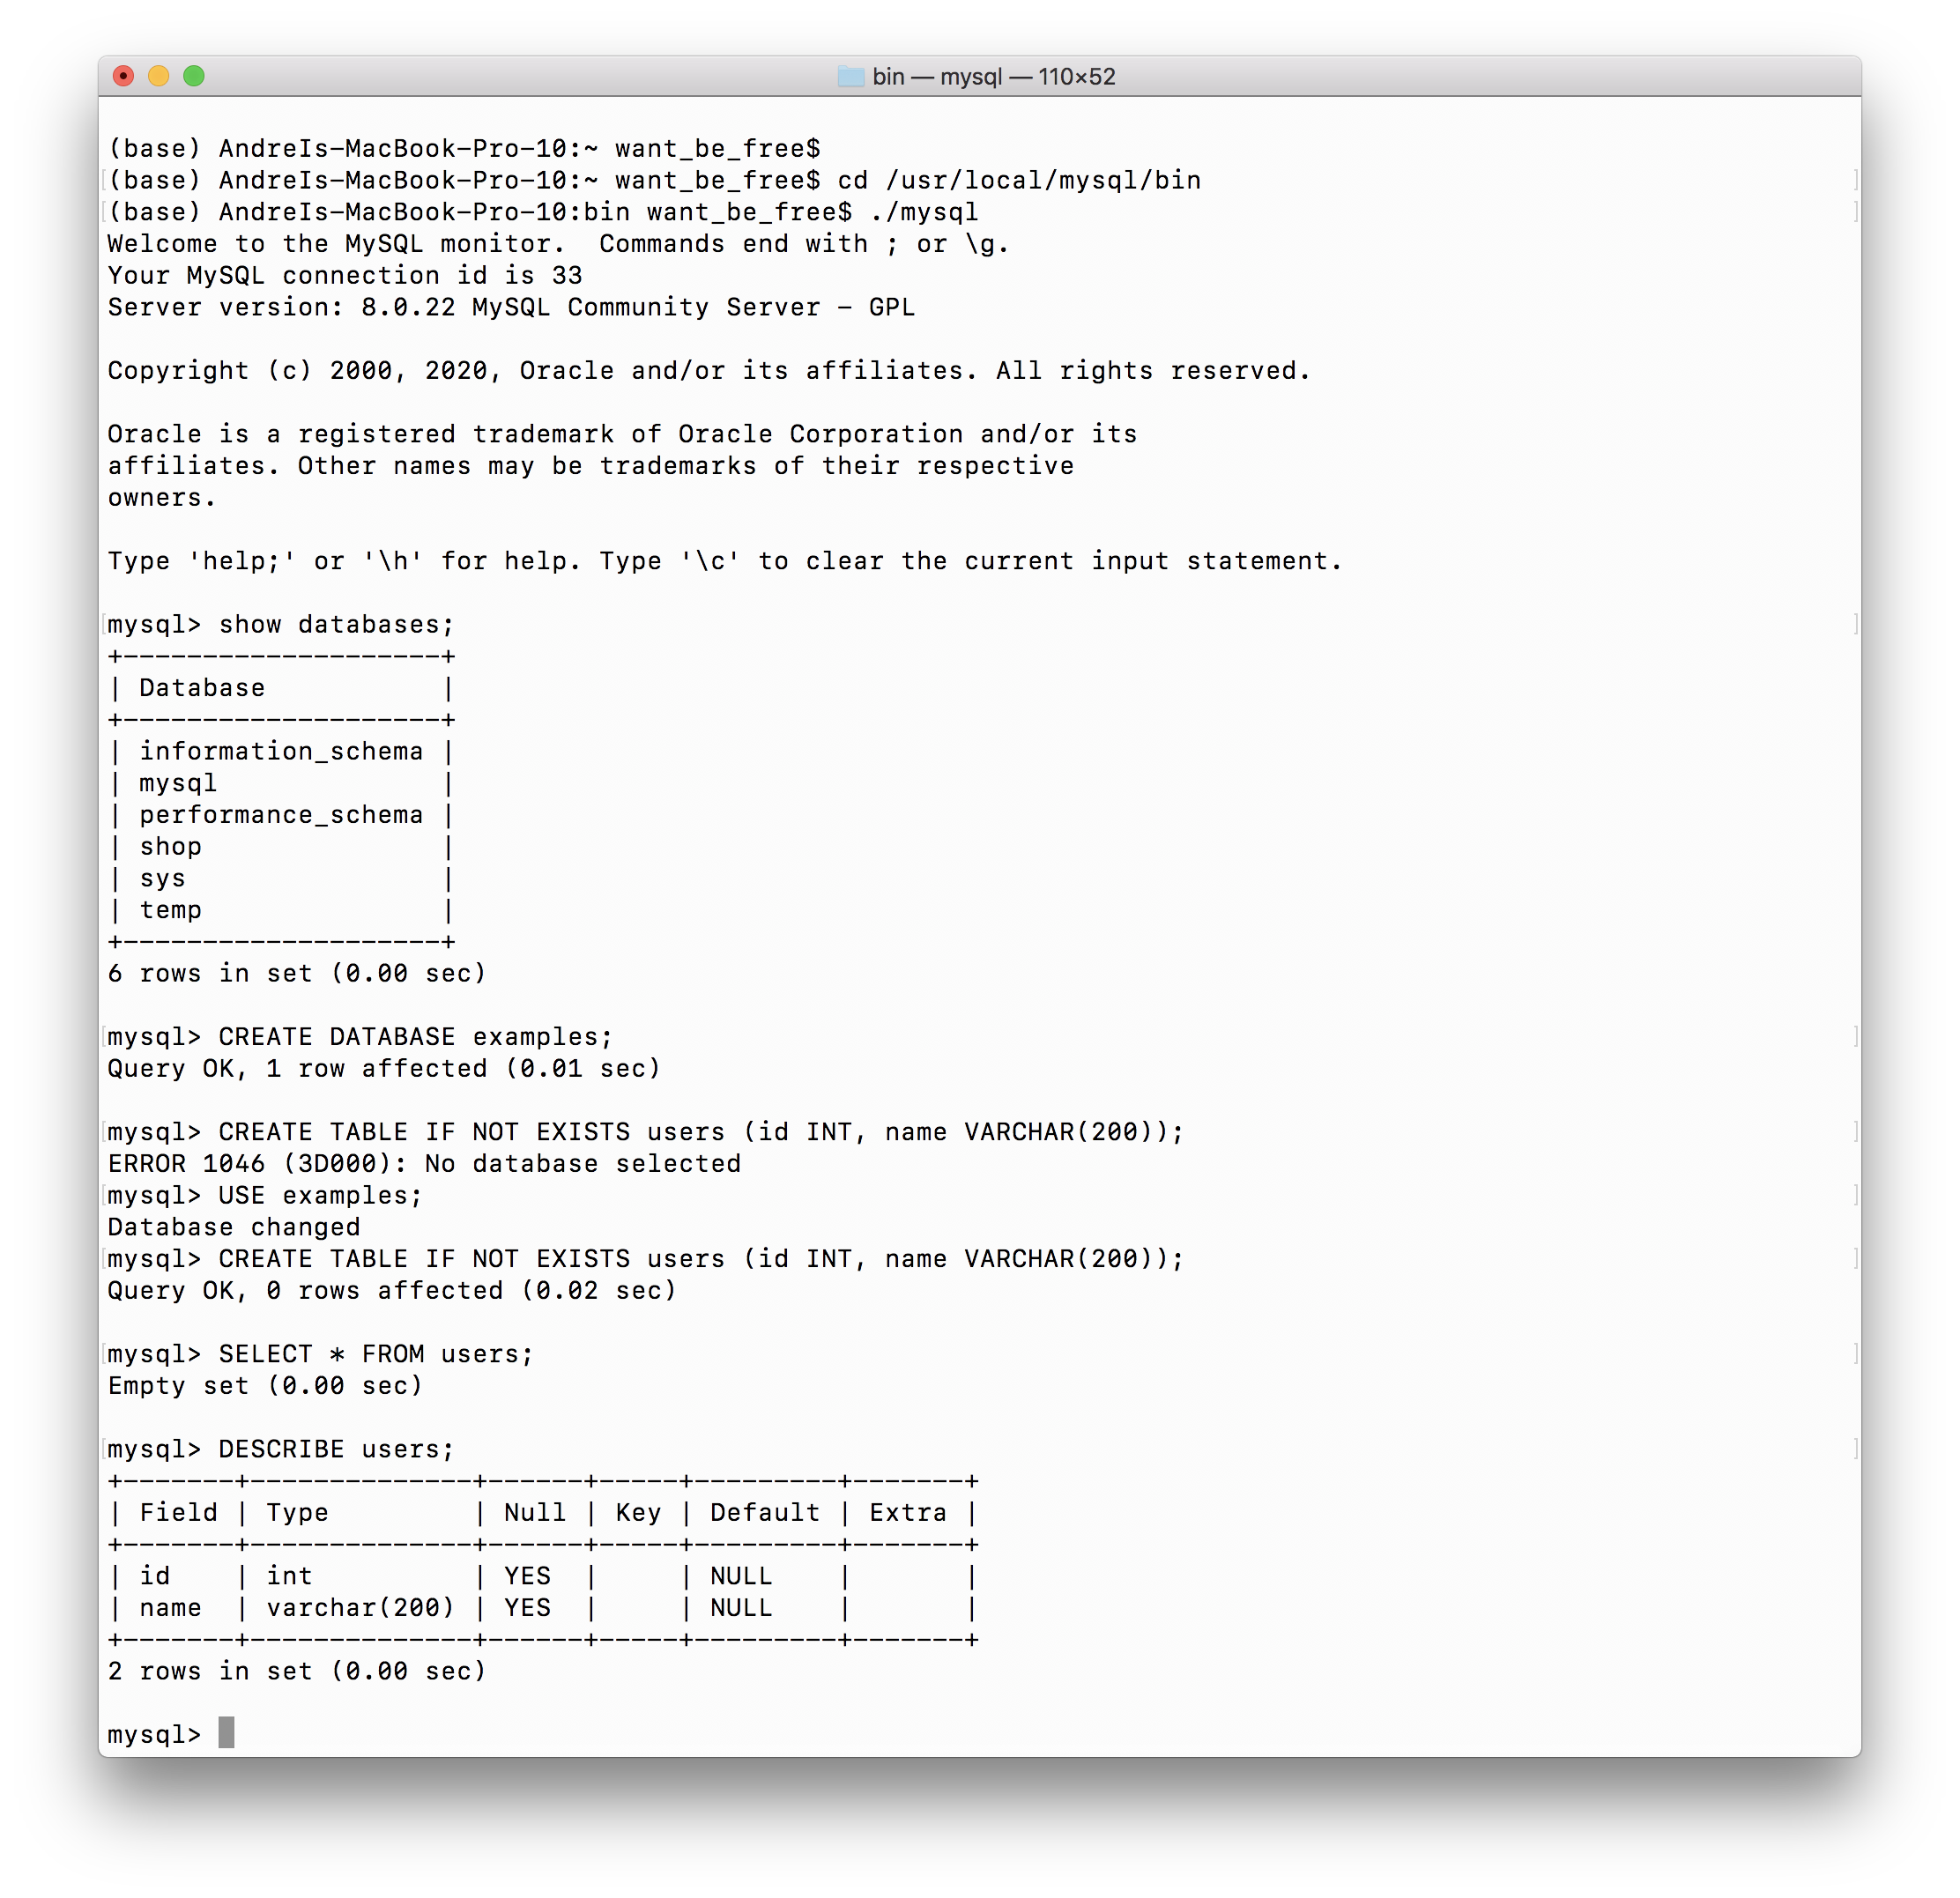 bin — mysql — 110×52
(base) AndreIs-MacBook-Pro-10:~ want_be_free$
(base) AndreIs-MacBook-Pro-10:~ want_be_free$ cd /usr/local/mysql/bin
(base) AndreIs-MacBook-Pro-10:bin want_be_free$ ./mysql
Welcome to the MySQL monitor.  Commands end with ; or \g.
Your MySQL connection id is 33
Server version: 8.0.22 MySQL Community Server - GPL
Copyright (c) 2000, 2020, Oracle and/or its affiliates. All rights reserved.
Oracle is a registered trademark of Oracle Corporation and/or its
affiliates. Other names may be trademarks of their respective
owners.
Type 'help;' or '\h' for help. Type '\c' to clear the current input statement.
mysql> show databases;
+--------------------+
| Database           |
+--------------------+
| information_schema |
| mysql              |
| performance_schema |
| shop               |
| sys                |
| temp               |
+--------------------+
6 rows in set (0.00 sec)
mysql> CREATE DATABASE examples;
Query OK, 1 row affected (0.01 sec)
mysql> CREATE TABLE IF NOT EXISTS users (id INT, name VARCHAR(200));
ERROR 1046 (3D000): No database selected
mysql> USE examples;
Database changed
mysql> CREATE TABLE IF NOT EXISTS users (id INT, name VARCHAR(200));
Query OK, 0 rows affected (0.02 sec)
mysql> SELECT * FROM users;
Empty set (0.00 sec)
mysql> DESCRIBE users;
+-------+--------------+------+-----+---------+-------+
| Field | Type         | Null | Key | Default | Extra |
+-------+--------------+------+-----+---------+-------+
| id    | int          | YES  |     | NULL    |       |
| name  | varchar(200) | YES  |     | NULL    |       |
+-------+--------------+------+-----+---------+-------+
2 rows in set (0.00 sec)
mysql>